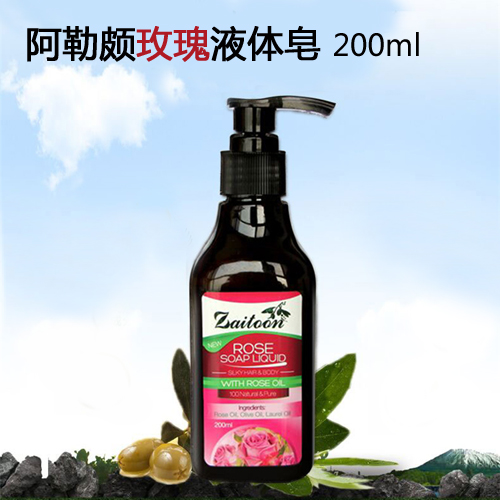 阿勒颇玫瑰液体皂 200ml
Zaitoon
NEW
ROSE
SOAP LIQUID
SILKY HAIR & BODY
WITH ROSE OIL
100 Natural & Pure
Ingredients:
Rose Oil, Olive Oil, Laurel Oil
200ml